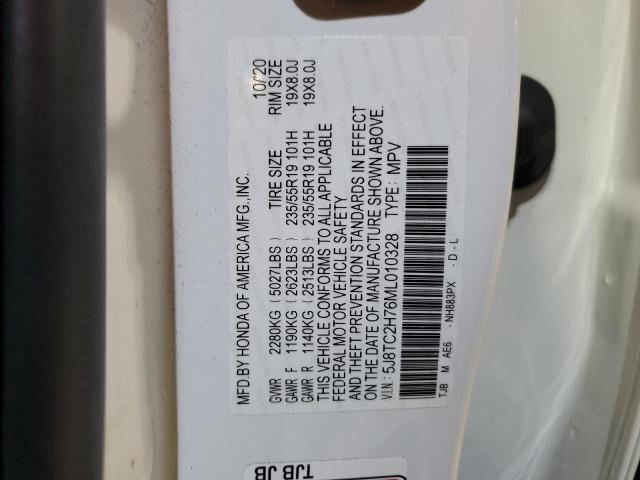 MFD.BY HONDA OF AMERICA MFG.,INC. 10/20
TIRE SIZE RIM SIZE
GVWR 2280KG ( 5027LBS )
GAWR F 1190KG ( 2623LBS ) 235/55R19 101H 19X8.0J
GAWR R 1140KG ( 2513LBS ) 235/55R19 101H 19X8.0J
THIS VEHICLE CONFORMS TO ALL APPLICABLE
FEDERAL MOTOR VEHICLE SAFETY
AND THEFT PREVENTION STANDARDS IN EFFECT
ON THE DATE OF MANUFACTURE SHOWN ABOVE.
V.I.N.: 5J8TC2H76ML010328 TYPE: MPV
TJB M AE6 - NH883PX - D - L
TJB JB